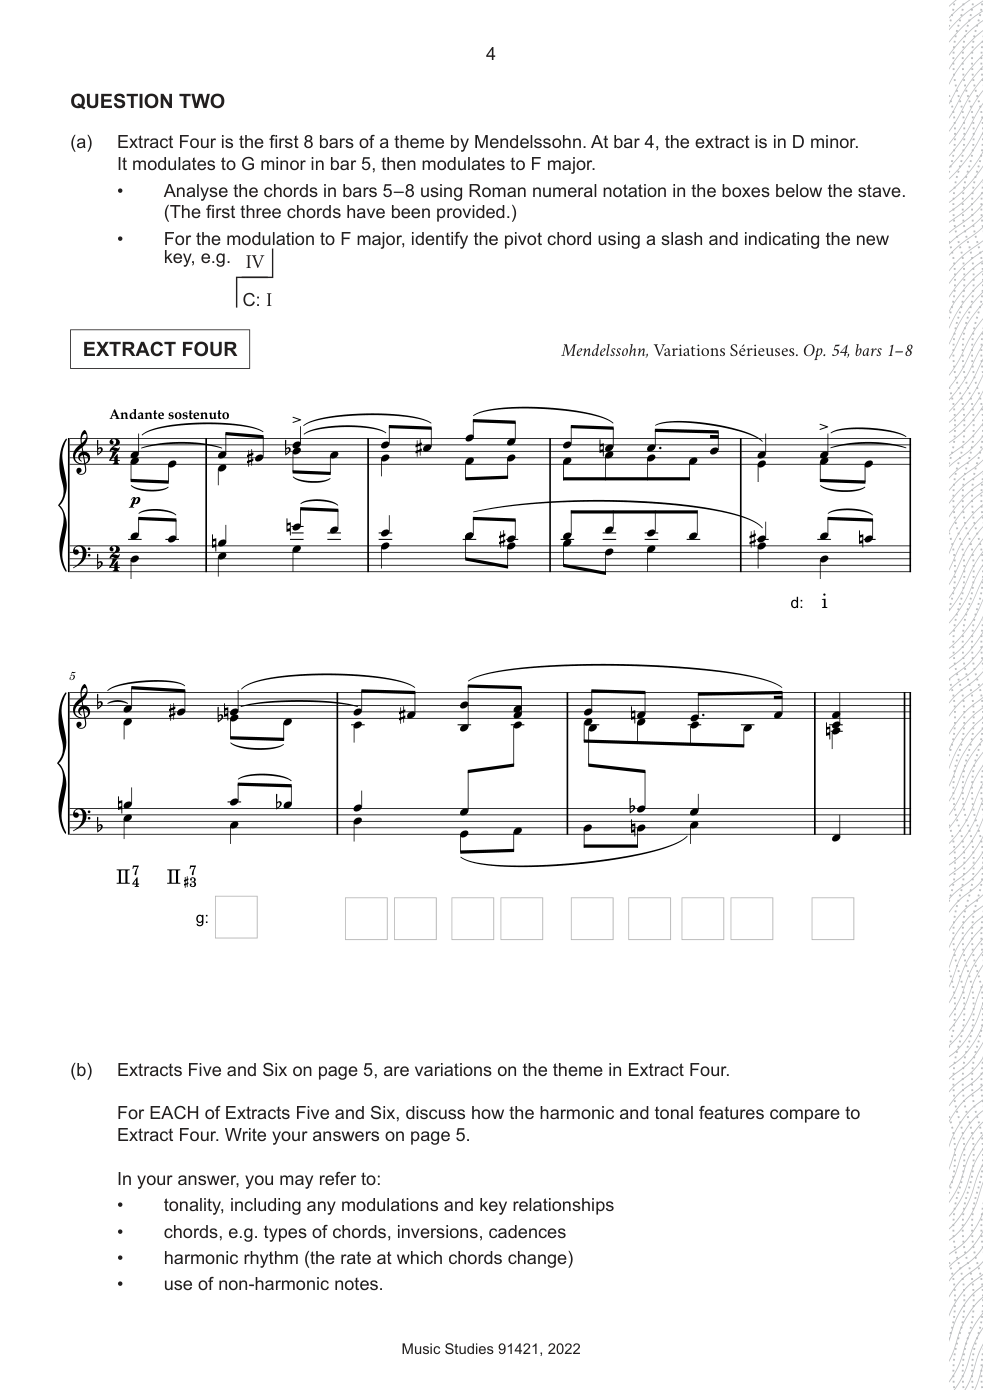 4
QUESTION TWO
(a) Extract Four is the first 8 bars of a theme by Mendelssohn. At bar 4, the extract is in D minor.
It modulates to G minor in bar 5, then modulates to F major.
• Analyse the chords in bars 5–8 using Roman numeral notation in the boxes below the stave.
(The first three chords have been provided.)
• For the modulation to F major, identify the pivot chord using a slash and indicating the new
key, e.g. IV
C: I
EXTRACT FOUR
Mendelssohn, Variations Sérieuses. Op. 54, bars 1–8
Andante sostenuto
p
d: i
5
II 7 4 II 7 ♯3
g:
(b) Extracts Five and Six on page 5, are variations on the theme in Extract Four.
For EACH of Extracts Five and Six, discuss how the harmonic and tonal features compare to
Extract Four. Write your answers on page 5.
In your answer, you may refer to:
• tonality, including any modulations and key relationships
• chords, e.g. types of chords, inversions, cadences
• harmonic rhythm (the rate at which chords change)
• use of non-harmonic notes.
Music Studies 91421, 2022